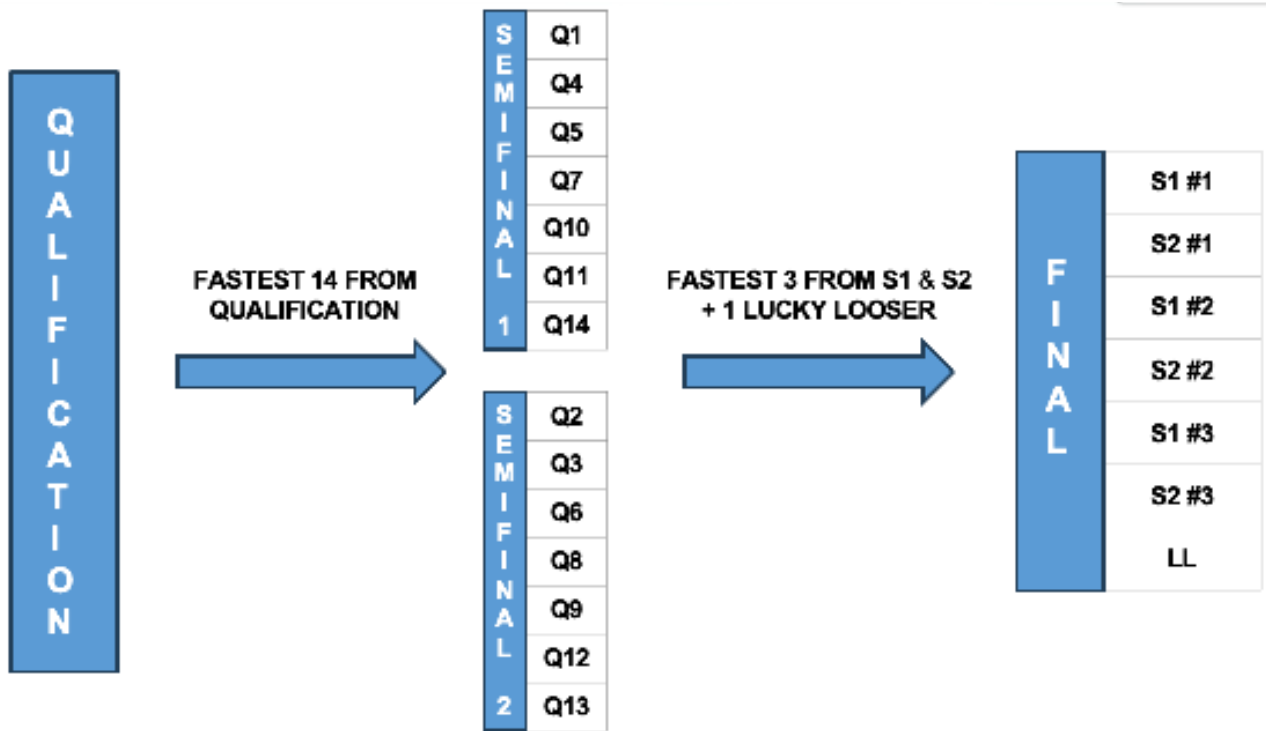 QUALIFICATION
FASTEST 14 FROM
QUALIFICATION
SEMIFINAL 1
Q1
Q4
Q5
Q7
Q10
Q11
Q14
SEMIFINAL 2
Q2
Q3
Q6
Q8
Q9
Q12
Q13
FASTEST 3 FROM S1 & S2
+ 1 LUCKY LOOSER
FINAL
S1 #1
S2 #1
S1 #2
S2 #2
S1 #3
S2 #3
LL